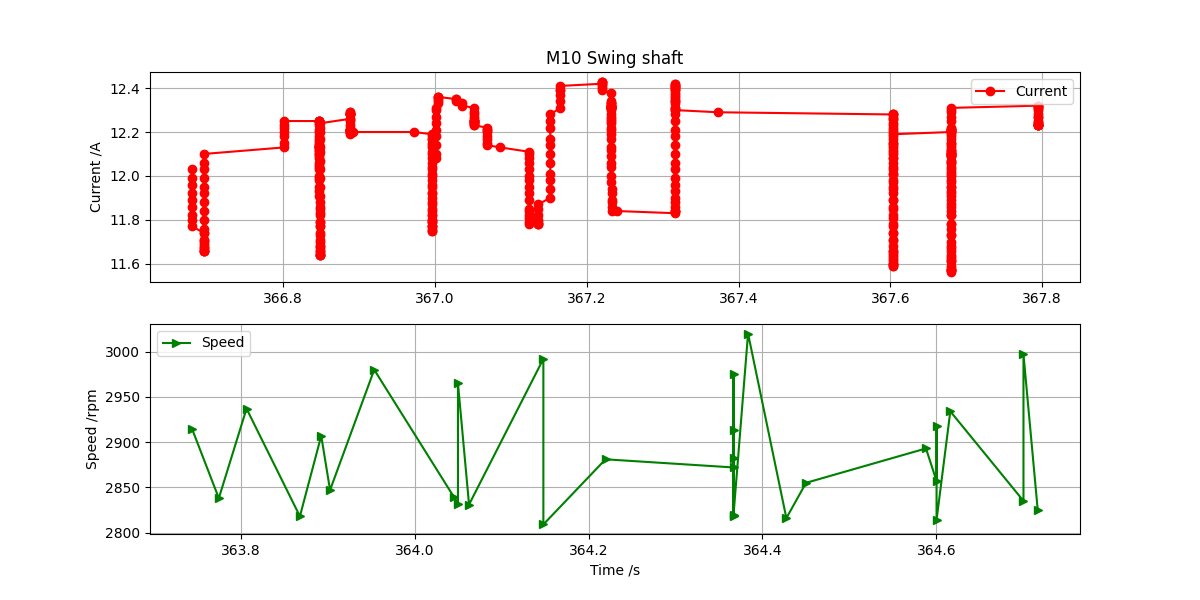 M10 Swing shaft
Current /A
12.4
12.2
12.0
11.8
11.6
Current
366.8 367.0 367.2 367.4 367.6 367.8
Speed /rpm
3000
2950
2900
2850
2800
Speed
363.8 364.0 364.2 364.4 364.6
Time /s